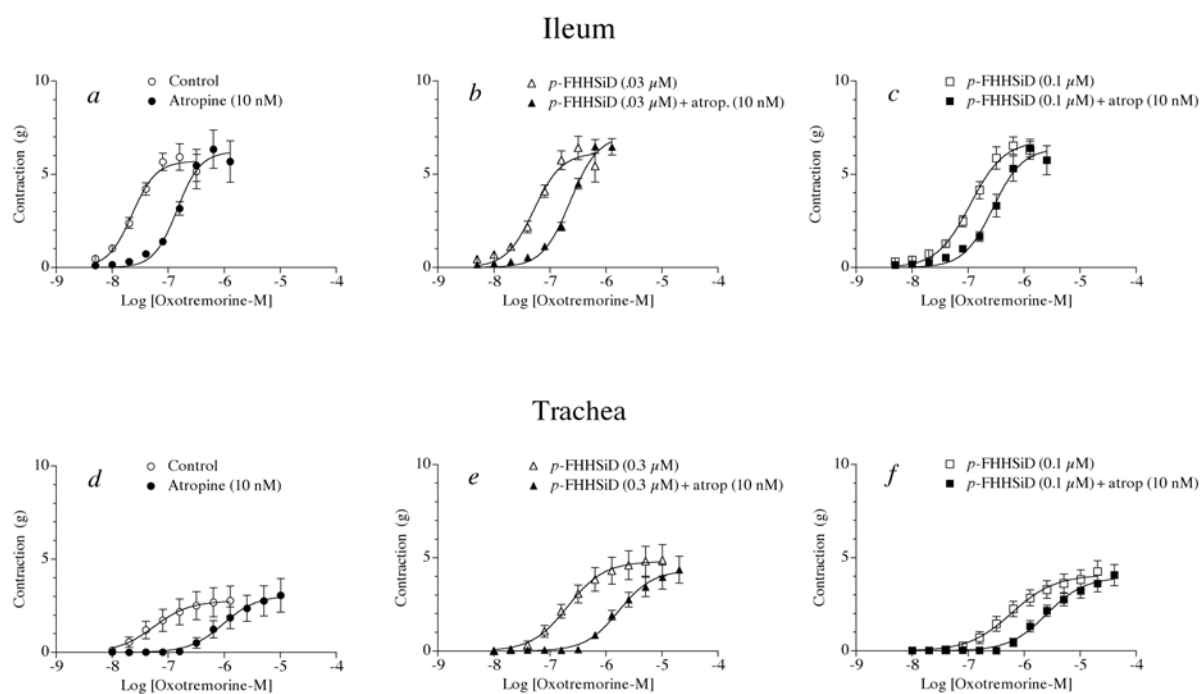 Ileum
a
Control
Atropine (10 nM)
10
5
0
Contraction (g)
-9 -8 -7 -6 -5 -4
Log [Oxotremorine-M]
b
p-FHHSiD (.03 µM)
p-FHHSiD (.03 µM) + atrop. (10 nM)
10
5
0
Contraction (g)
-9 -8 -7 -6 -5 -4
Log [Oxotremorine-M]
c
p-FHHSiD (0.1 µM)
p-FHHSiD (0.1 µM) + atrop (10 nM)
10
5
0
Contraction (g)
-9 -8 -7 -6 -5 -4
Log [Oxotremorine-M]
Trachea
d
Control
Atropine (10 nM)
10
5
0
Contraction (g)
-9 -8 -7 -6 -5 -4
Log [Oxotremorine-M]
e
p-FHHSiD (0.3 µM)
p-FHHSiD (0.3 µM) + atrop (10 nM)
10
5
0
Contraction (g)
-9 -8 -7 -6 -5 -4
Log [Oxotremorine-M]
f
p-FHHSiD (0.1 µM)
p-FHHSiD (0.1 µM) + atrop (10 nM)
10
5
0
Contraction (g)
-9 -8 -7 -6 -5 -4
Log [Oxotremorine-M]